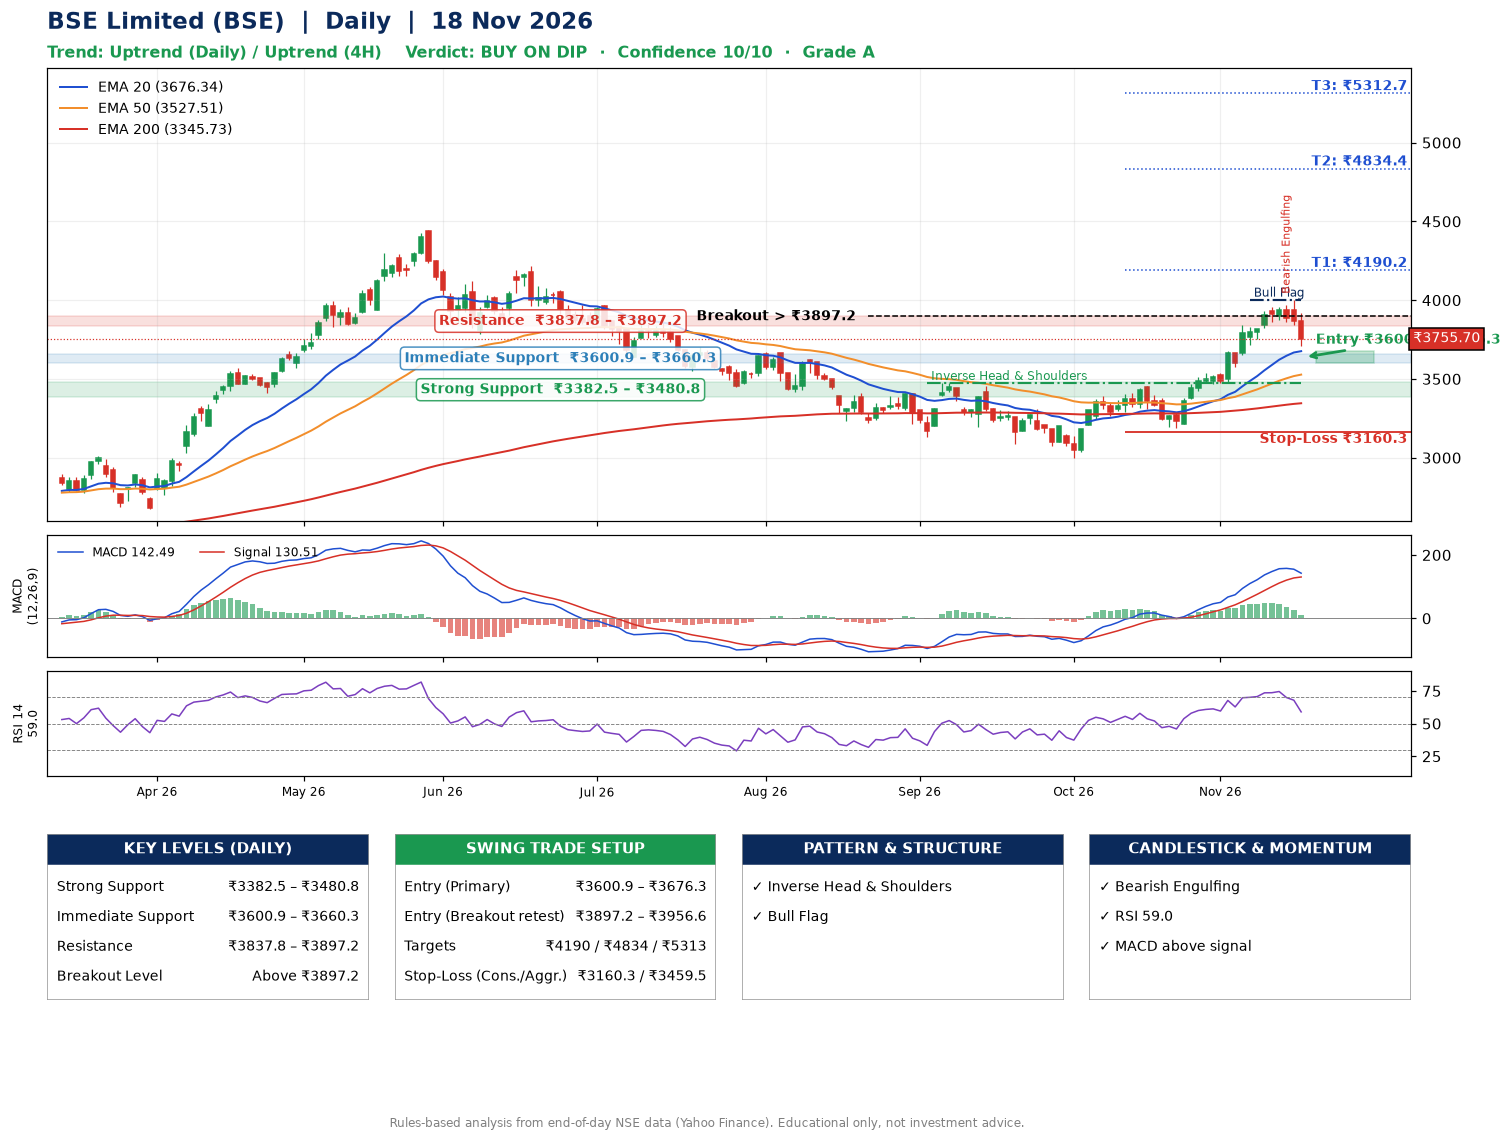 BSE Limited (BSE) | Daily | 18 Nov 2026
Trend: Uptrend (Daily) / Uptrend (4H) Verdict: BUY ON DIP · Confidence 10/10 · Grade A
EMA 20 (3676.34)
EMA 50 (3527.51)
EMA 200 (3345.73)
T3: ₹5312.7
5000
T2: ₹4834.4
4500
Bearish Engulfing
T1: ₹4190.2
Bull Flag
4000
Resistance ₹3837.8 – ₹3897.2
Breakout > ₹3897.2
Entry ₹3600
.3
₹3755.70
Immediate Support ₹3600.9 – ₹3660.3
Inverse Head & Shoulders
3500
Strong Support ₹3382.5 – ₹3480.8
Stop-Loss ₹3160.3
3000
MACD 142.49
Signal 130.51
200
0
MACD
(12,26,9)
RSI 14
59.0
75
50
25
Apr 26
May 26
Jun 26
Jul 26
Aug 26
Sep 26
Oct 26
Nov 26
KEY LEVELS (DAILY)
Strong Support ₹3382.5 – ₹3480.8
Immediate Support ₹3600.9 – ₹3660.3
Resistance ₹3837.8 – ₹3897.2
Breakout Level Above ₹3897.2
SWING TRADE SETUP
Entry (Primary) ₹3600.9 – ₹3676.3
Entry (Breakout retest) ₹3897.2 – ₹3956.6
Targets ₹4190 / ₹4834 / ₹5313
Stop-Loss (Cons./Aggr.) ₹3160.3 / ₹3459.5
PATTERN & STRUCTURE
✓ Inverse Head & Shoulders
✓ Bull Flag
CANDLESTICK & MOMENTUM
✓ Bearish Engulfing
✓ RSI 59.0
✓ MACD above signal
Rules-based analysis from end-of-day NSE data (Yahoo Finance). Educational only, not investment advice.